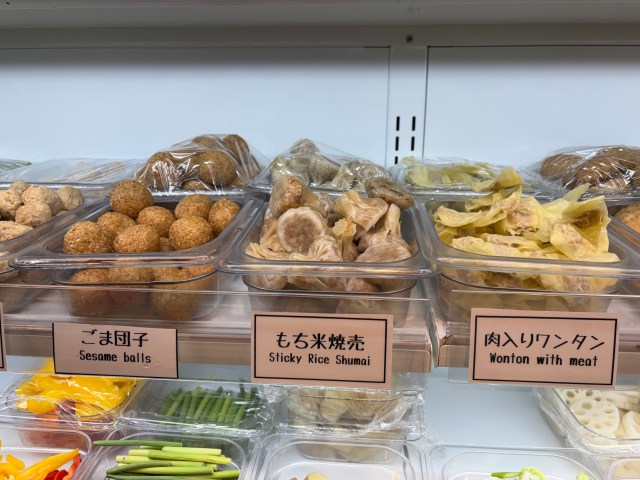 ごま団子
Sesame balls
もち米焼売
Sticky Rice Shumai
肉入りワンタン
Wonton with meat